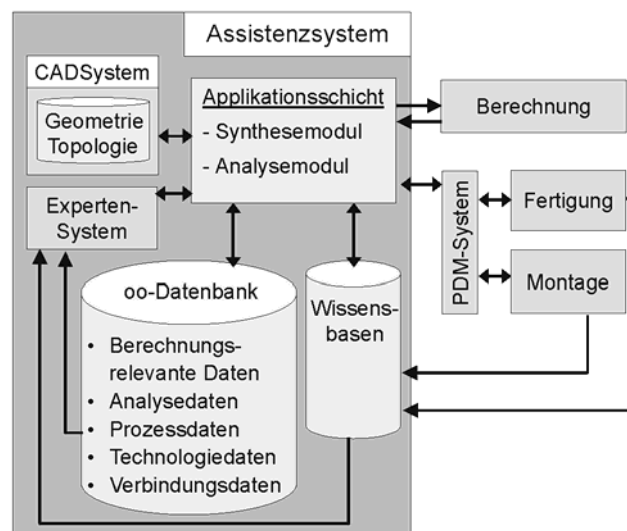 Assistenzsystem
CADSystem
Geometrie
Topologie
Applikationsschicht
- Synthesemodul
- Analysemodul
Berechnung
Experten-
System
PDM-System
Fertigung
Montage
oo-Datenbank
• Berechnungs-
relevante Daten
• Analysedaten
• Prozessdaten
• Technologiedaten
• Verbindungsdaten
Wissens-
basen